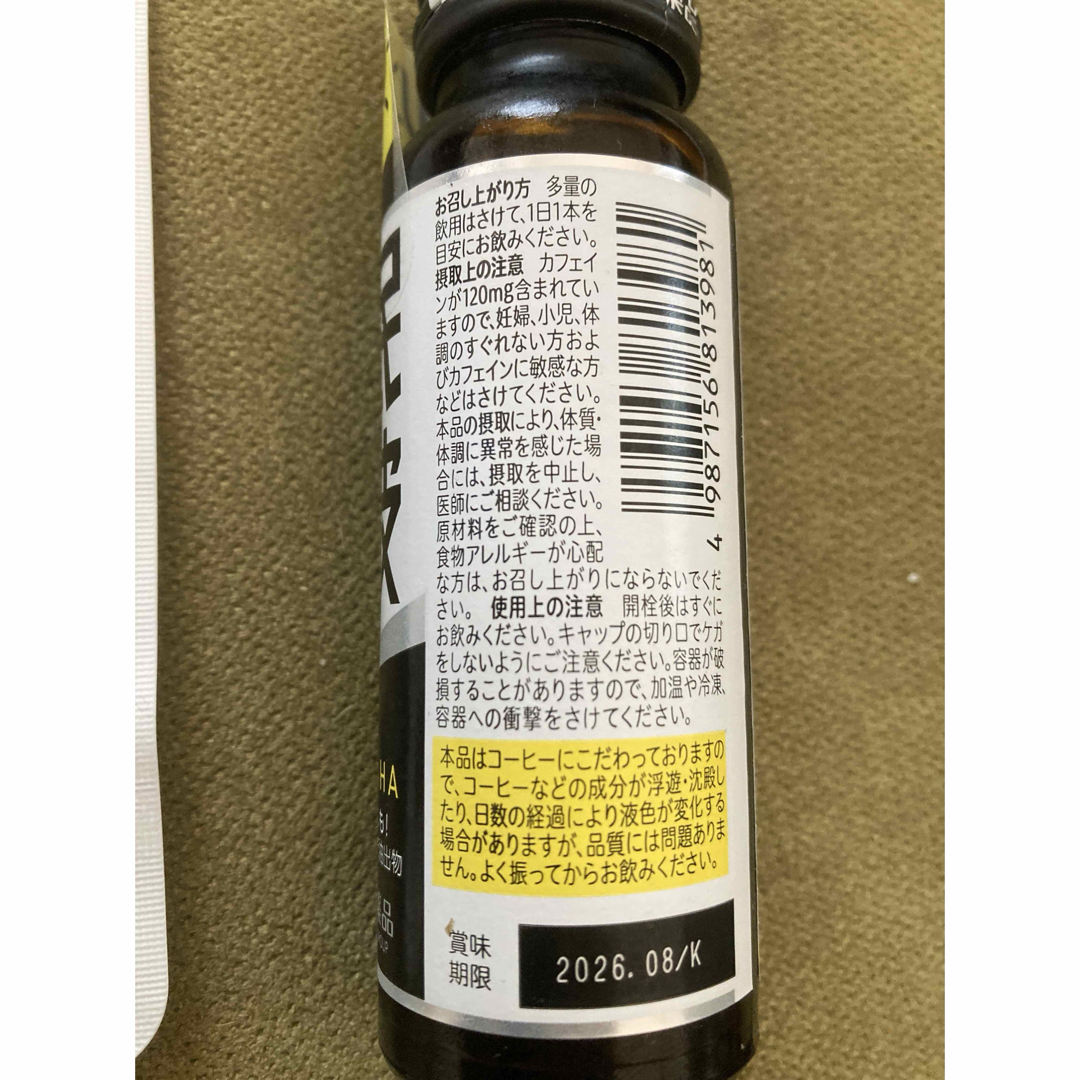 お召し上がり方 多量の
飲用はさけて、1日1本を
目安にお飲みください。
摂取上の注意 カフェイ
ンが120mg含まれてい
ますので、妊婦、小児、体
調のすぐれない方およ
びカフェインに敏感な方
などはさけてください。
本品の摂取により、体質・
体調に異常を感じた場
合には、摂取を中止し、
医師にご相談ください。
原材料をご確認の上、
食物アレルギーが心配
な方は、お召し上がりにならないでくだ
さい。 使用上の注意 開栓後はすぐに
お飲みください。キャップの切り口でケガ
をしないようにご注意ください。容器が破
損することがありますので、加温や冷凍、
容器への衝撃をさけてください。
4 987156 813981
本品はコーヒーにこだわっておりますの
で、コーヒーなどの成分が浮遊・沈殿し
たり、日数の経過により液色が変化する
場合がありますが、品質には問題ありま
せん。よく振ってからお飲みください。
賞味
期限
2026.08/K
HA
も!
出物
品